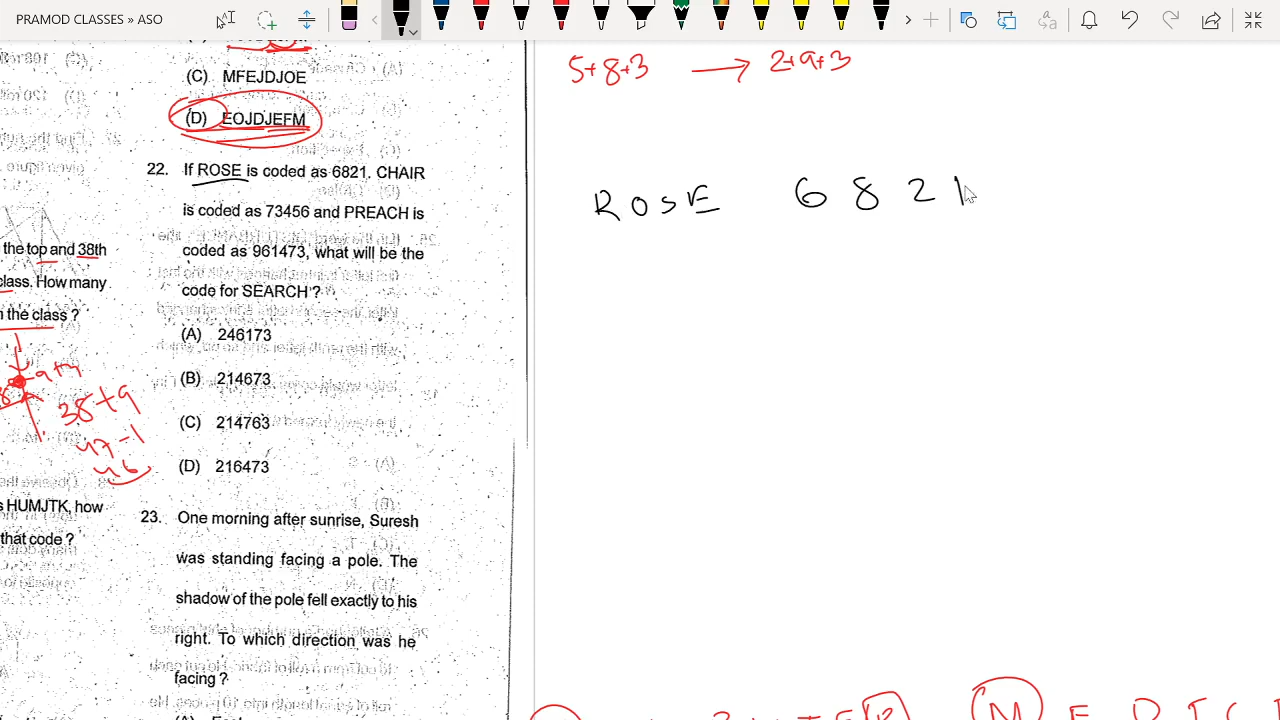 PRAMOD CLASSES » ASO
(C) MFEJDJOE
(D) EOJDJEFM
22. If ROSE is coded as 6821. CHAIR
is coded as 73456 and PREACH is
coded as 961473, what will be the
code for SEARCH ?
(A) 246173
(B) 214673
(C) 214763
(D) 216473
23. One morning after sunrise, Suresh
was standing facing a pole. The
shadow of the pole fell exactly to his
right. To which direction was he
facing ?
the top and 38th
class. How many
the class ?
38+9
47-1
46
HUMJTK, how
that code ?
5+8+3 → 2+9+3
ROSE 6 8 2 1
M E D I C